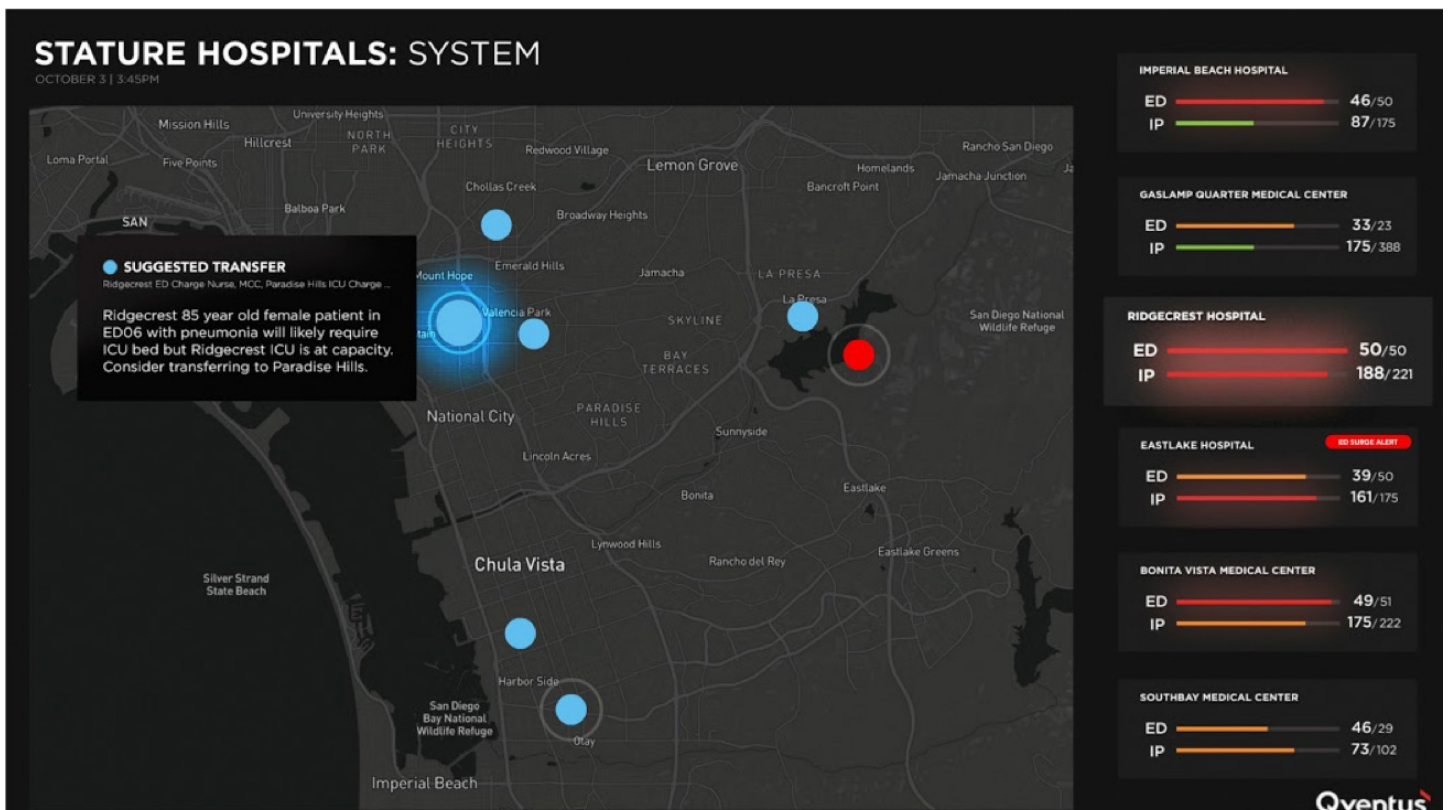 STATURE HOSPITALS: SYSTEM
OCTOBER 3 | 3:45PM
University Heights
Mission Hills
NORTH
PARK
CITY
HEIGHTS
Hillcrest
Redwood Village
Rancho San Diego
Loma Portal
Five Points
Lemon Grove
Homelands
Jamacha Junction
Ja
Chollas Creek
Bancroft Point
Balboa Park
Broadway Heights
SAN
SUGGESTED TRANSFER
Ridgecrest ED Charge Nurse, MCC, Paradise Hills ICU Charge ...
Ridgecrest 85 year old female patient in
ED06 with pneumonia will likely require
ICU bed but Ridgecrest ICU is at capacity.
Consider transferring to Paradise Hills.
Mount Hope
Emerald Hills
Jamacha
LA PRESA
La Presa
Valencia Park
tain
SKYLINE
San Diego National
Wildlife Refuge
BAY
TERRACES
National City
PARADISE
HILLS
Sunnyside
Lincoln Acres
Bonita
Eastlake
Lynwood Hills
Rancho del Rey
Eastlake Greens
Chula Vista
Silver Strand
State Beach
Harbor Side
San Diego
Bay National
Wildlife Refuge
Otay
Imperial Beach
IMPERIAL BEACH HOSPITAL
ED 46/50
IP 87/175
GASLAMP QUARTER MEDICAL CENTER
ED 33/23
IP 175/388
RIDGECREST HOSPITAL
ED 50/50
IP 188/221
EASTLAKE HOSPITAL ED SURGE ALERT
ED 39/50
IP 161/175
BONITA VISTA MEDICAL CENTER
ED 49/51
IP 175/222
SOUTHBAY MEDICAL CENTER
ED 46/29
IP 73/102
Qventus